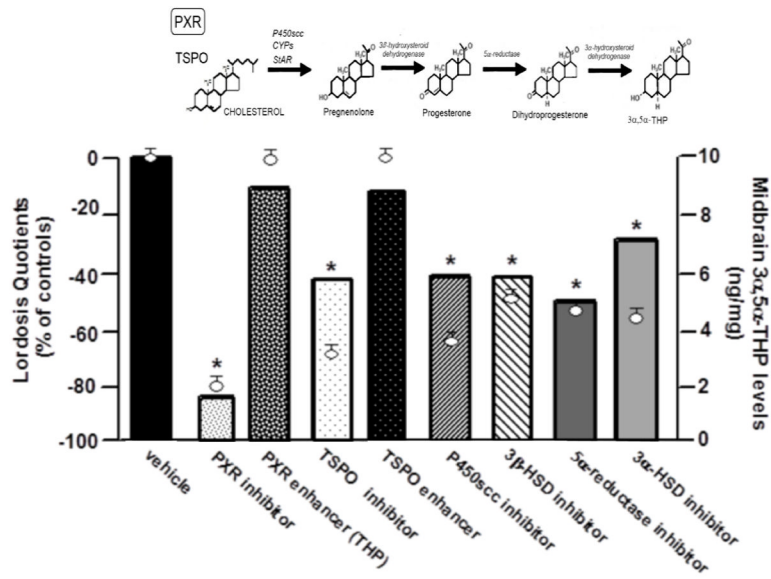 PXR
TSPO
P450scc
CYPs
StAR
3β-hydroxysteroid
dehydrogenase
5α-reductase
3α-hydroxysteroid
dehydrogenase
CHOLESTEROL
Pregnenolone
Progesterone
Dihydroprogesterone
3α,5α-THP
Lordosis Quotients
(% of controls)
0
-20
-40
-60
-80
-100
*
*
*
*
*
*
10
8
6
4
2
0
Midbrain 3α,5α-THP levels
(ng/mg)
vehicle
PXR inhibitor
PXR enhancer (THP)
TSPO inhibitor
TSPO enhancer
P450scc inhibitor
3β-HSD inhibitor
5α-reductase inhibitor
3α-HSD inhibitor